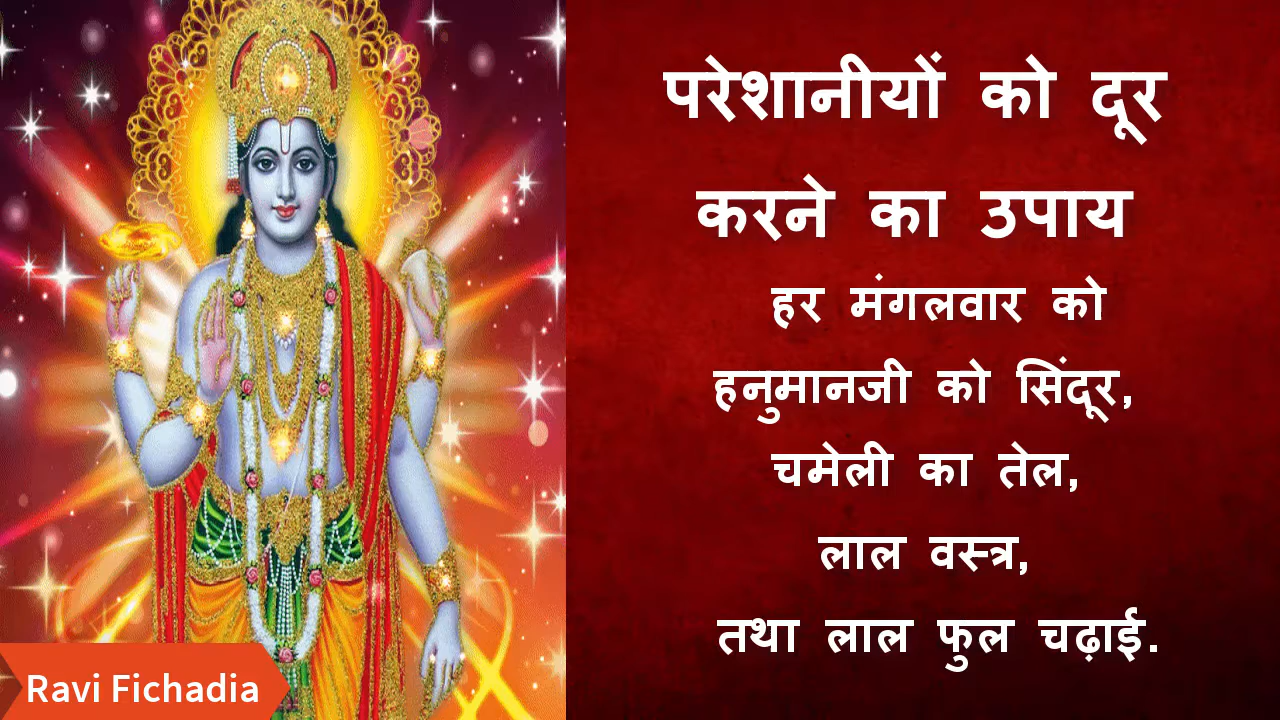 परेशानीयों को दूर
करने का उपाय
हर मंगलवार को
हनुमानजी को सिंदूर,
चमेली का तेल,
लाल वस्त्र,
तथा लाल फुल चढ़ाई.
Ravi Fichadia